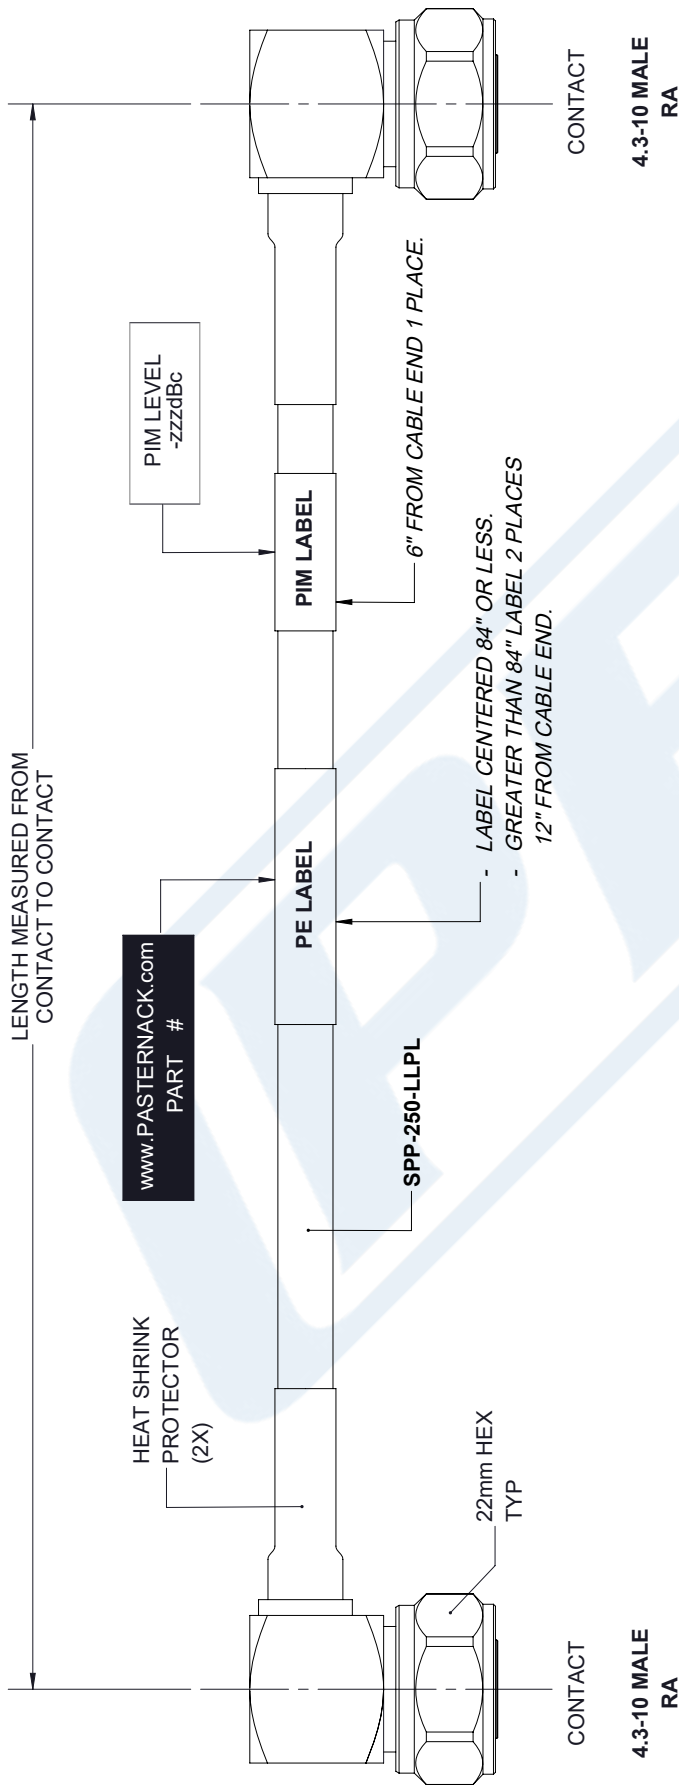 LENGTH MEASURED FROM
CONTACT TO CONTACT
www.PASTERNACK.com
PART #
PIM LEVEL
-zzzdBc
HEAT SHRINK
PROTECTOR
(2X)
PE LABEL
PIM LABEL
SPP-250-LLPL
6" FROM CABLE END 1 PLACE.
- LABEL CENTERED 84" OR LESS.
- GREATER THAN 84" LABEL 2 PLACES
12" FROM CABLE END.
22mm HEX
TYP
CONTACT
4.3-10 MALE
RA
CONTACT
4.3-10 MALE
RA